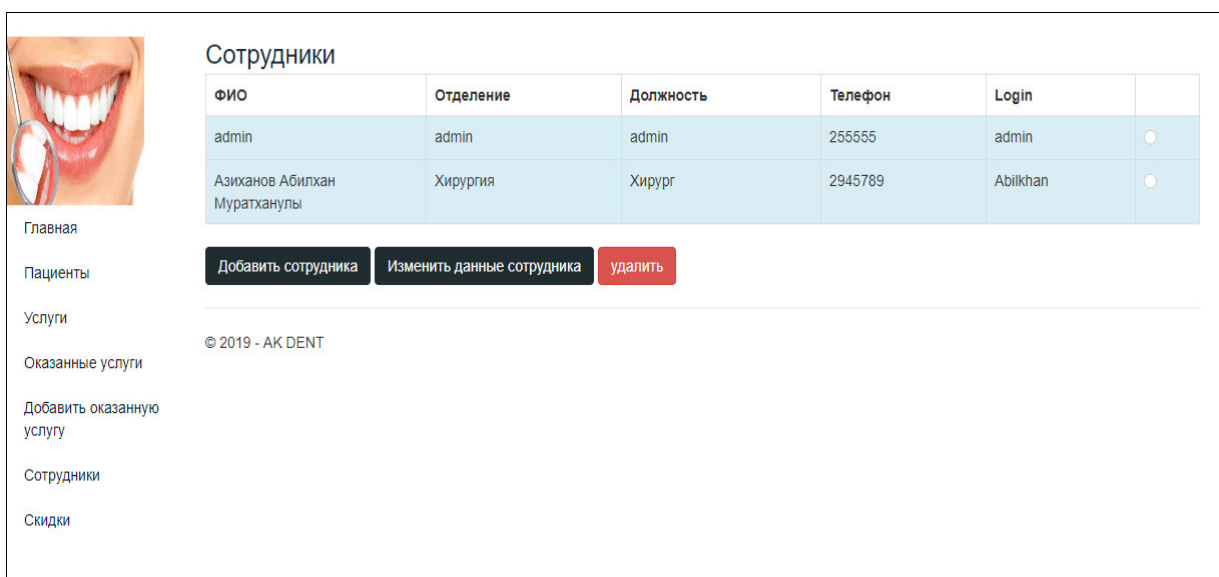 Сотрудники
ФИО Отделение Должность Телефон Login
admin admin admin 255555 admin
Азиханов Абилхан Хирургия Хирург 2945789 Abilkhan
Муратханулы
Добавить сотрудника Изменить данные сотрудника удалить
© 2019 - AK DENT
Главная
Пациенты
Услуги
Оказанные услуги
Добавить оказанную
услугу
Сотрудники
Скидки